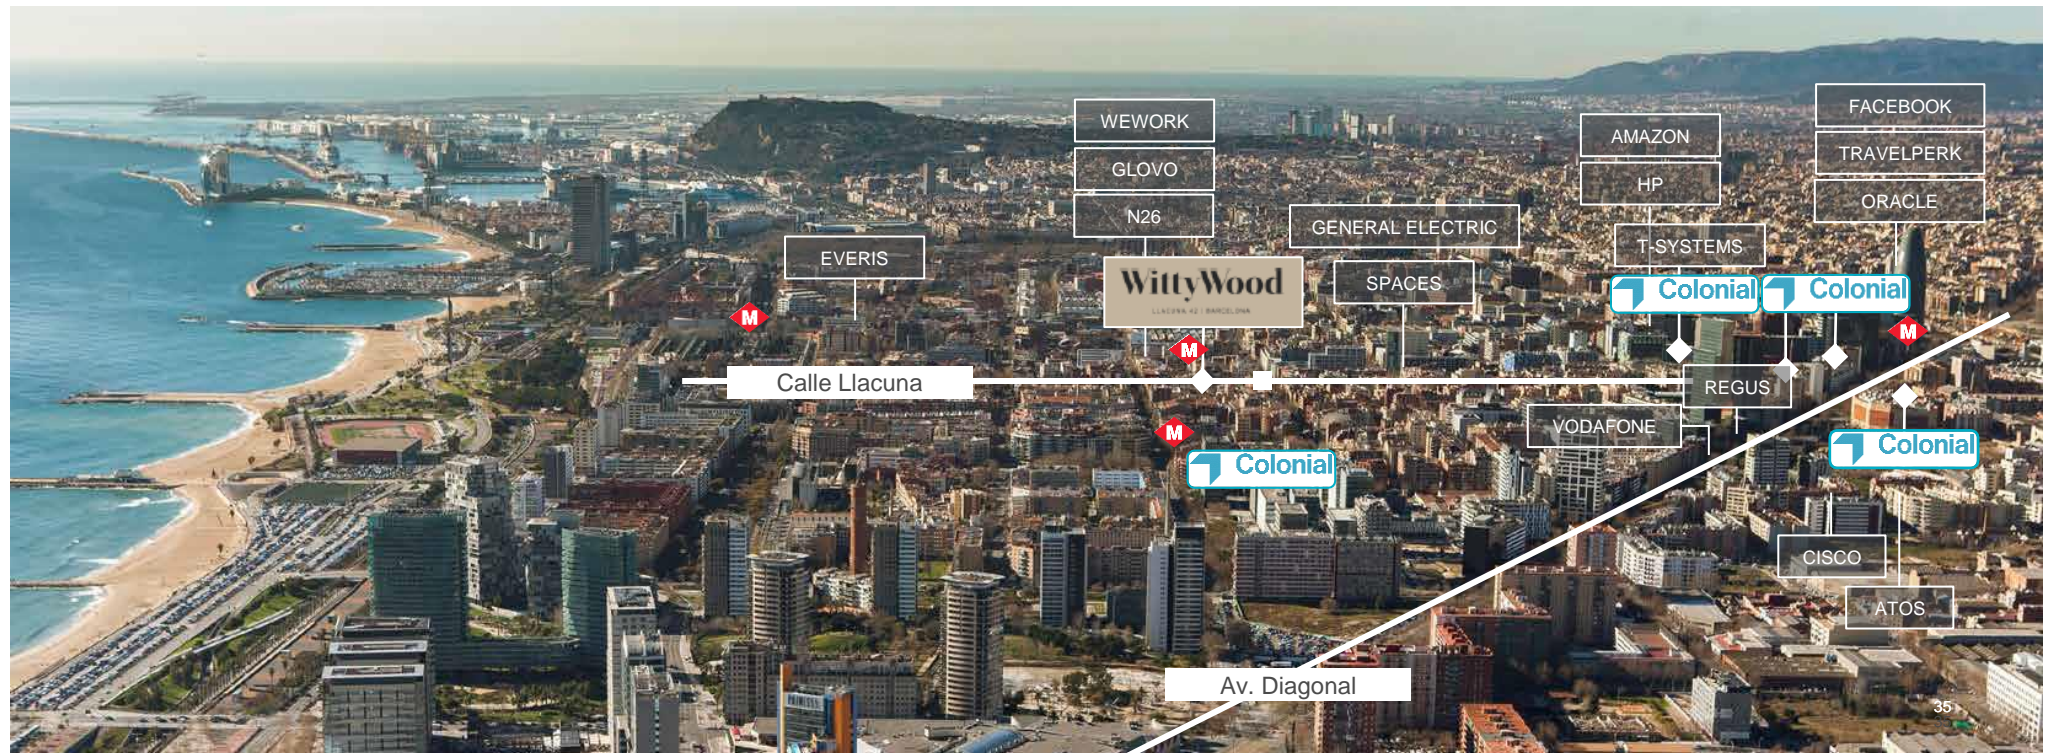 WEWORK
GLOVO
N26
EVERIS
WittyWood
LLACUNA 42 | BARCELONA
GENERAL ELECTRIC
SPACES
AMAZON
HP
T-SYSTEMS
FACEBOOK
TRAVELPERK
ORACLE
Colonial
Colonial
M
M
M
Calle Llacuna
REGUS
VODAFONE
M
Colonial
Colonial
CISCO
ATOS
Av. Diagonal
35